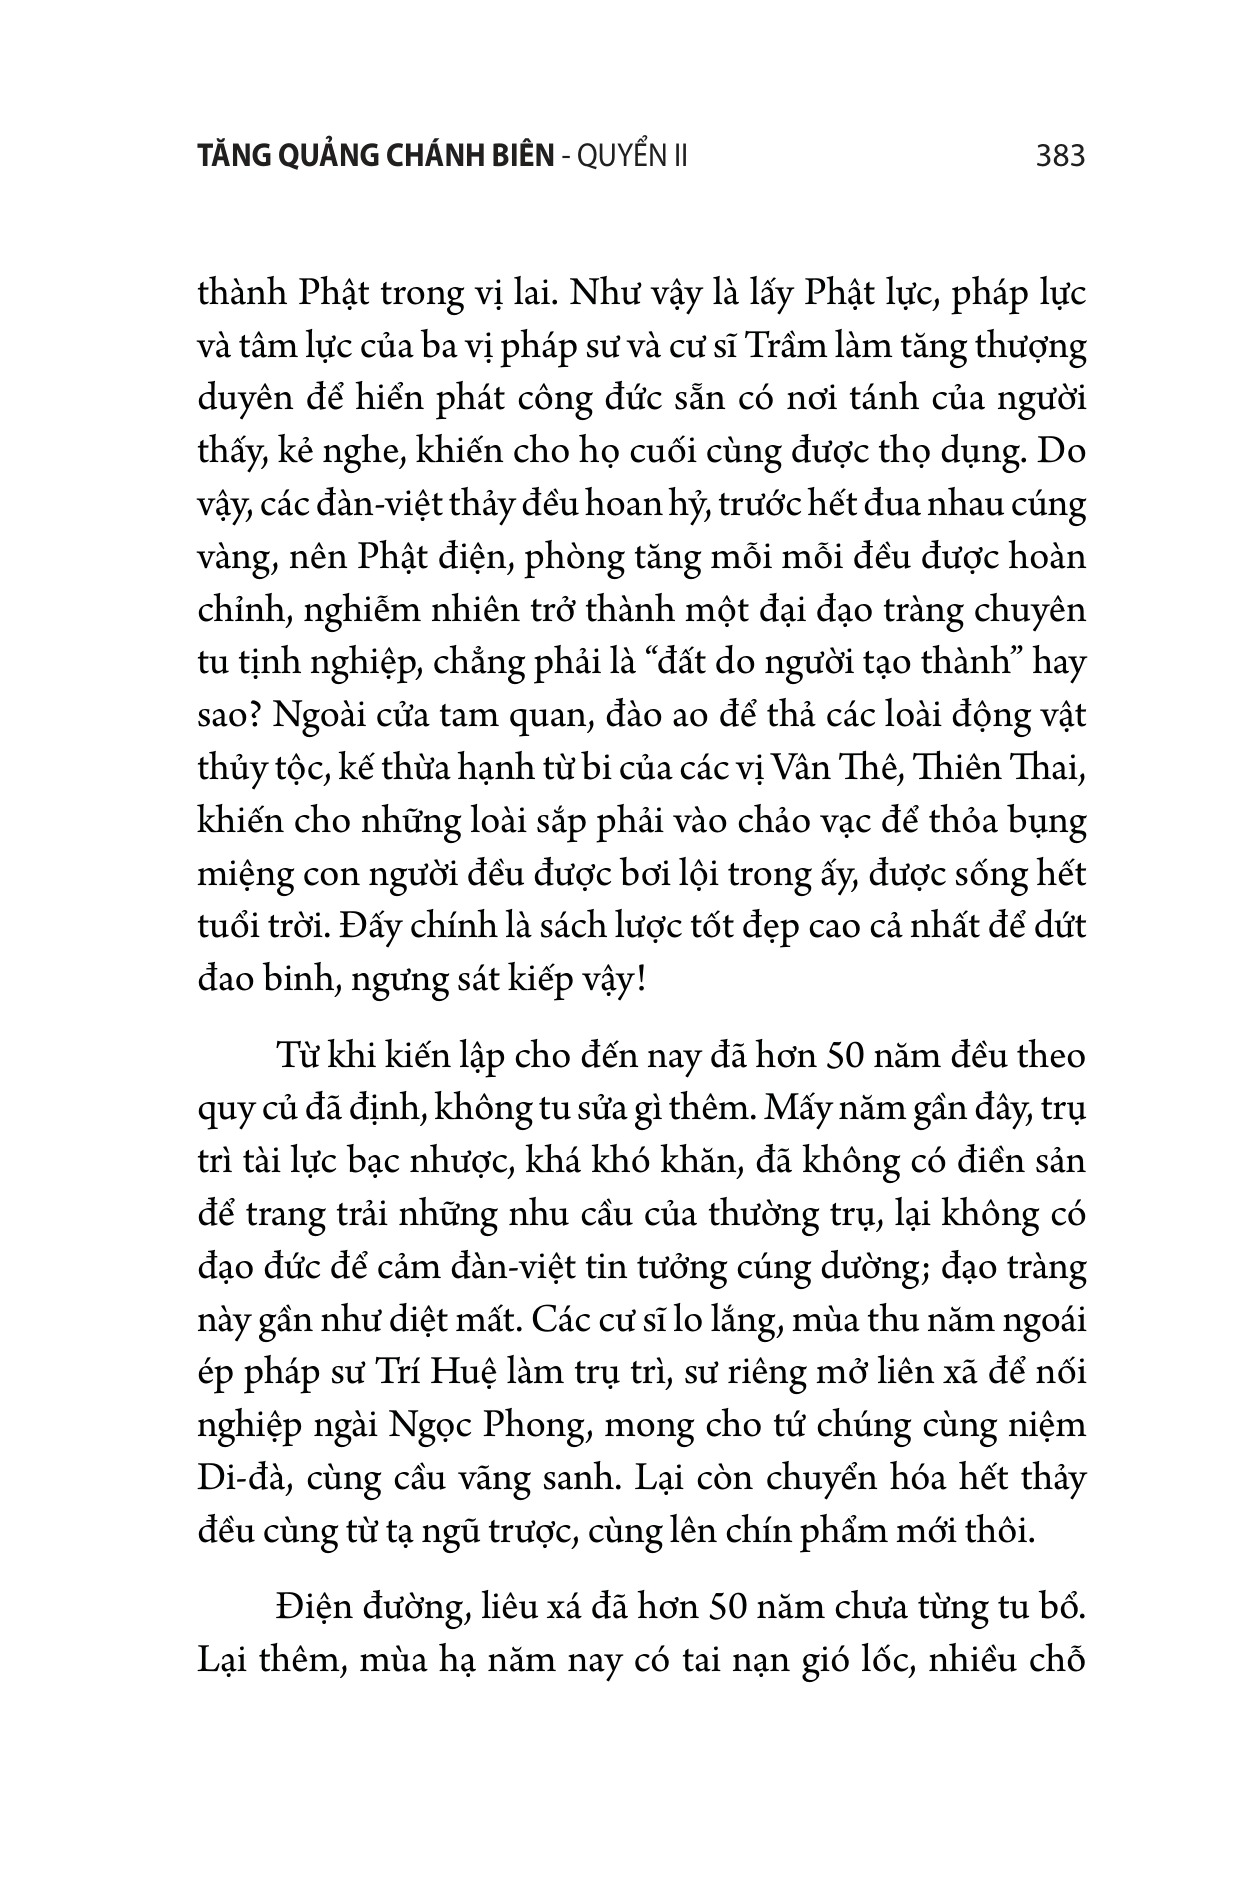 TĂNG QUẢNG CHÁNH BIÊN - QUYỂN II 383
thành Phật trong vị lai. Như vậy là lấy Phật lực, pháp lực
và tâm lực của ba vị pháp sư và cư sĩ Trầm làm tăng thượng
duyên để hiển phát công đức sẵn có nơi tánh của người
thấy, kẻ nghe, khiến cho họ cuối cùng được thọ dụng. Do
vậy, các đàn-việt thảy đều hoan hỷ, trước hết đua nhau cúng
vàng, nên Phật điện, phòng tăng mỗi mỗi đều được hoàn
chỉnh, nghiễm nhiên trở thành một đại đạo tràng chuyên
tu tịnh nghiệp, chẳng phải là “đất do người tạo thành” hay
sao? Ngoài cửa tam quan, đào ao để thả các loài động vật
thủy tộc, kế thừa hạnh từ bi của các vị Vân Thê, Thiên Thai,
khiến cho những loài sắp phải vào chảo vạc để thỏa bụng
miệng con người đều được bơi lội trong ấy, được sống hết
tuổi trời. Đấy chính là sách lược tốt đẹp cao cả nhất để dứt
đao binh, ngưng sát kiếp vậy!
Từ khi kiến lập cho đến nay đã hơn 50 năm đều theo
quy củ đã định, không tu sửa gì thêm. Mấy năm gần đây, trụ
trì tài lực bạc nhược, khá khó khăn, đã không có điền sản
để trang trải những nhu cầu của thường trụ, lại không có
đạo đức để cảm đàn-việt tin tưởng cúng dường; đạo tràng
này gần như diệt mất. Các cư sĩ lo lắng, mùa thu năm ngoái
ép pháp sư Trí Huệ làm trụ trì, sư riêng mở liên xã để nối
nghiệp ngài Ngọc Phong, mong cho tứ chúng cùng niệm
Di-đà, cùng cầu vãng sanh. Lại còn chuyển hóa hết thảy
đều cùng từ tạ ngũ trược, cùng lên chín phẩm mới thôi.
Điện đường, liêu xá đã hơn 50 năm chưa từng tu bổ.
Lại thêm, mùa hạ năm nay có tai nạn gió lốc, nhiều chỗ